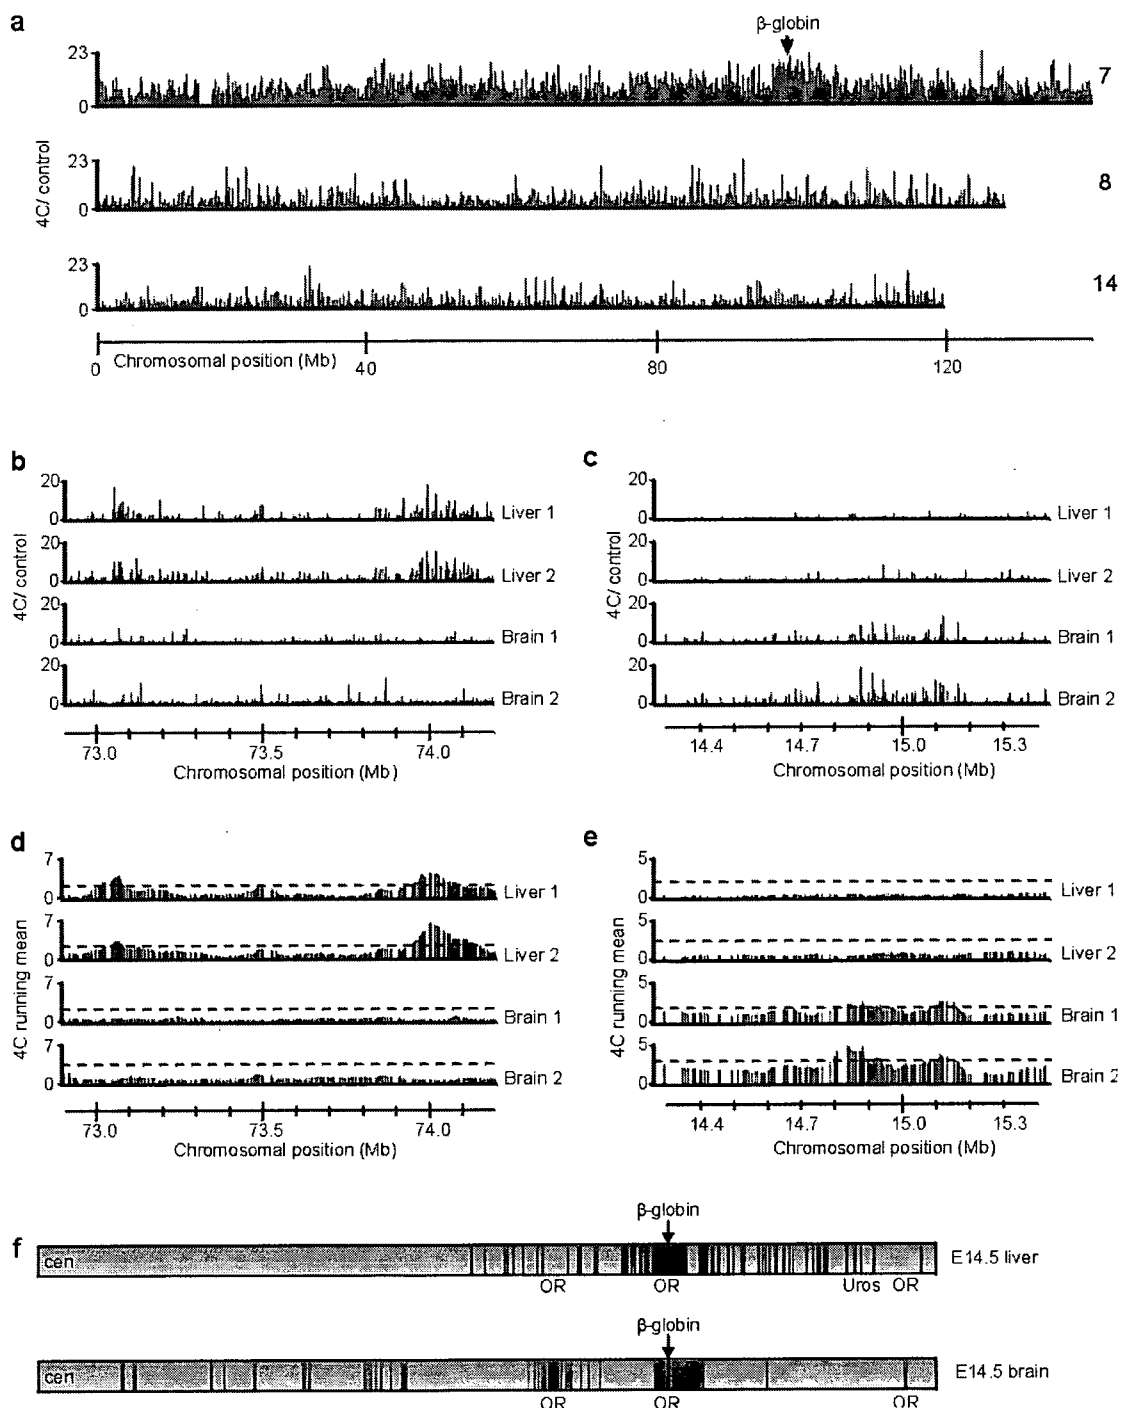 a
β-globin
23
0
7
4C/ control
23
0
8
23
0
14
Chromosomal position (Mb)
0
40
80
120
b
4C/ control
20
0
Liver 1
20
0
Liver 2
20
0
Brain 1
20
0
Brain 2
73.0
73.5
74.0
Chromosomal position (Mb)
c
4C/ control
20
0
Liver 1
20
0
Liver 2
20
0
Brain 1
20
0
Brain 2
14.4
14.7
15.0
15.3
Chromosomal position (Mb)
d
4C running mean
7
0
Liver 1
7
0
Liver 2
7
0
Brain 1
7
0
Brain 2
73.0
73.5
74.0
Chromosomal position (Mb)
e
4C running mean
5
0
Liver 1
5
0
Liver 2
5
0
Brain 1
5
0
Brain 2
14.4
14.7
15.0
15.3
Chromosomal position (Mb)
f
β-globin
cen
E14.5 liver
OR
OR
Uros
OR
β-globin
cen
E14.5 brain
OR
OR
OR